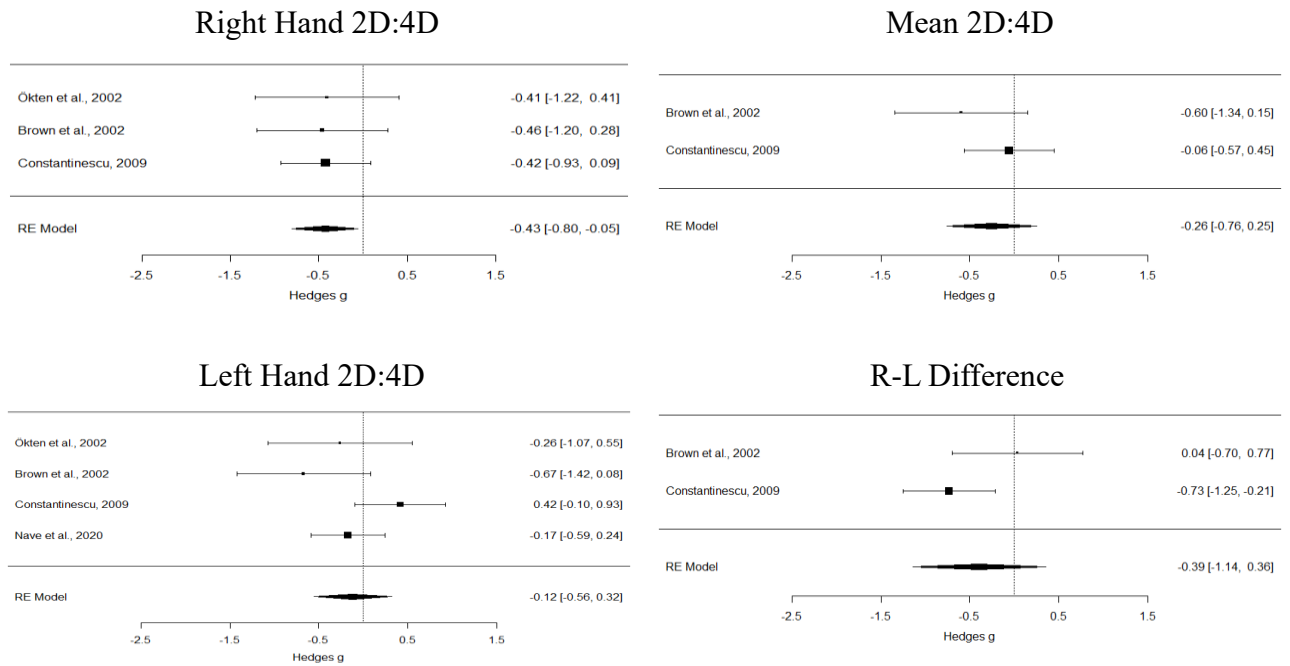 Right Hand 2D:4D
Ökten et al., 2002 -0.41 [-1.22, 0.41]
Brown et al., 2002 -0.46 [-1.20, 0.28]
Constantinescu, 2009 -0.42 [-0.93, 0.09]
RE Model -0.43 [-0.80, -0.05]
-2.5 -1.5 -0.5 0.5 1.5
Hedges g
Mean 2D:4D
Brown et al., 2002 -0.60 [-1.34, 0.15]
Constantinescu, 2009 -0.06 [-0.57, 0.45]
RE Model -0.26 [-0.76, 0.25]
-2.5 -1.5 -0.5 0.5 1.5
Hedges g
Left Hand 2D:4D
Ökten et al., 2002 -0.26 [-1.07, 0.55]
Brown et al., 2002 -0.67 [-1.42, 0.08]
Constantinescu, 2009 0.42 [-0.10, 0.93]
Nave et al., 2020 -0.17 [-0.59, 0.24]
RE Model -0.12 [-0.56, 0.32]
-2.5 -1.5 -0.5 0.5 1.5
Hedges g
R-L Difference
Brown et al., 2002 0.04 [-0.70, 0.77]
Constantinescu, 2009 -0.73 [-1.25, -0.21]
RE Model -0.39 [-1.14, 0.36]
-2.5 -1.5 -0.5 0.5 1.5
Hedges g